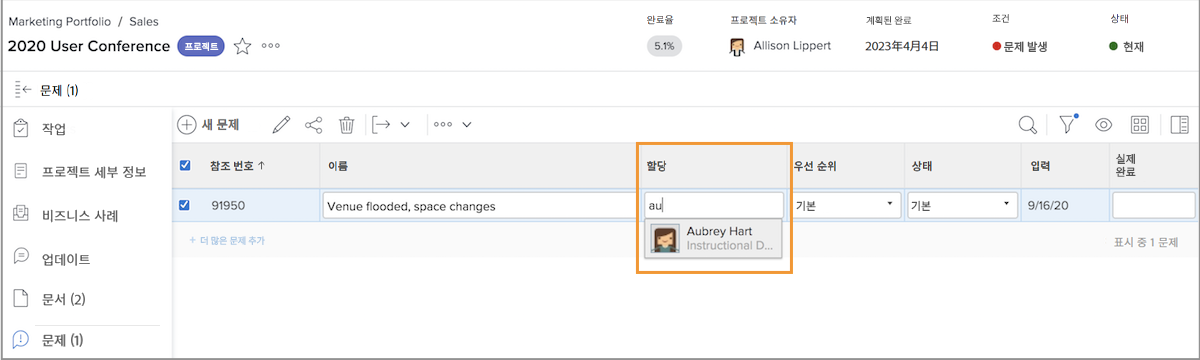 Marketing Portfolio / Sales
2020 User Conference 프로젝트
완료율
5.1%
프로젝트 소유자
Allison Lippert
계획된 완료
2023년4월4일
조건
문제 발생
상태
현재
문제 (1)
작업
프로젝트 세부 정보
비즈니스 사례
업데이트
문서 (2)
문제 (1)
새 문제
참조 번호 ↑ 이름 할당 우선 순위 상태 입력 실제
완료
91950 Venue flooded, space changes au 기본 기본 9/16/20
Aubrey Hart
Instructional D...
+ 더 많은 문제 추가
표시 중 1 문제